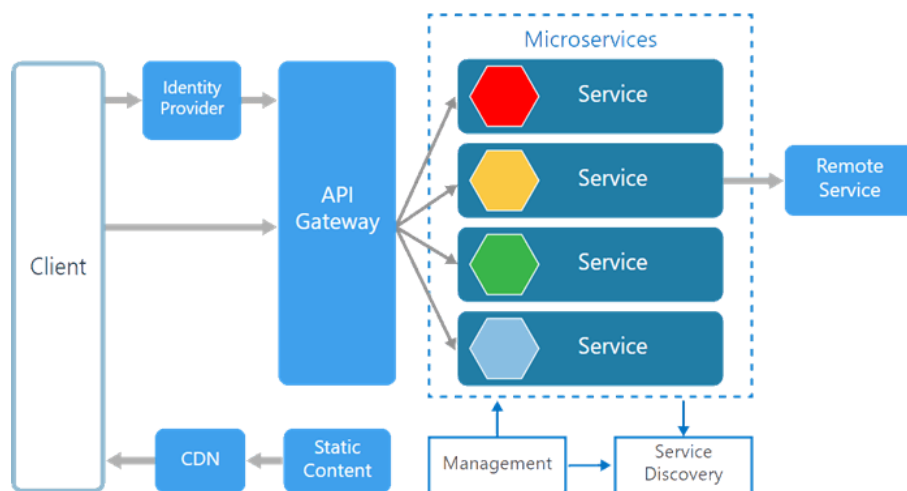 Microservices
Client
Identity
Provider
API
Gateway
Service
Service
Service
Service
Remote
Service
CDN
Static
Content
Management
Service
Discovery